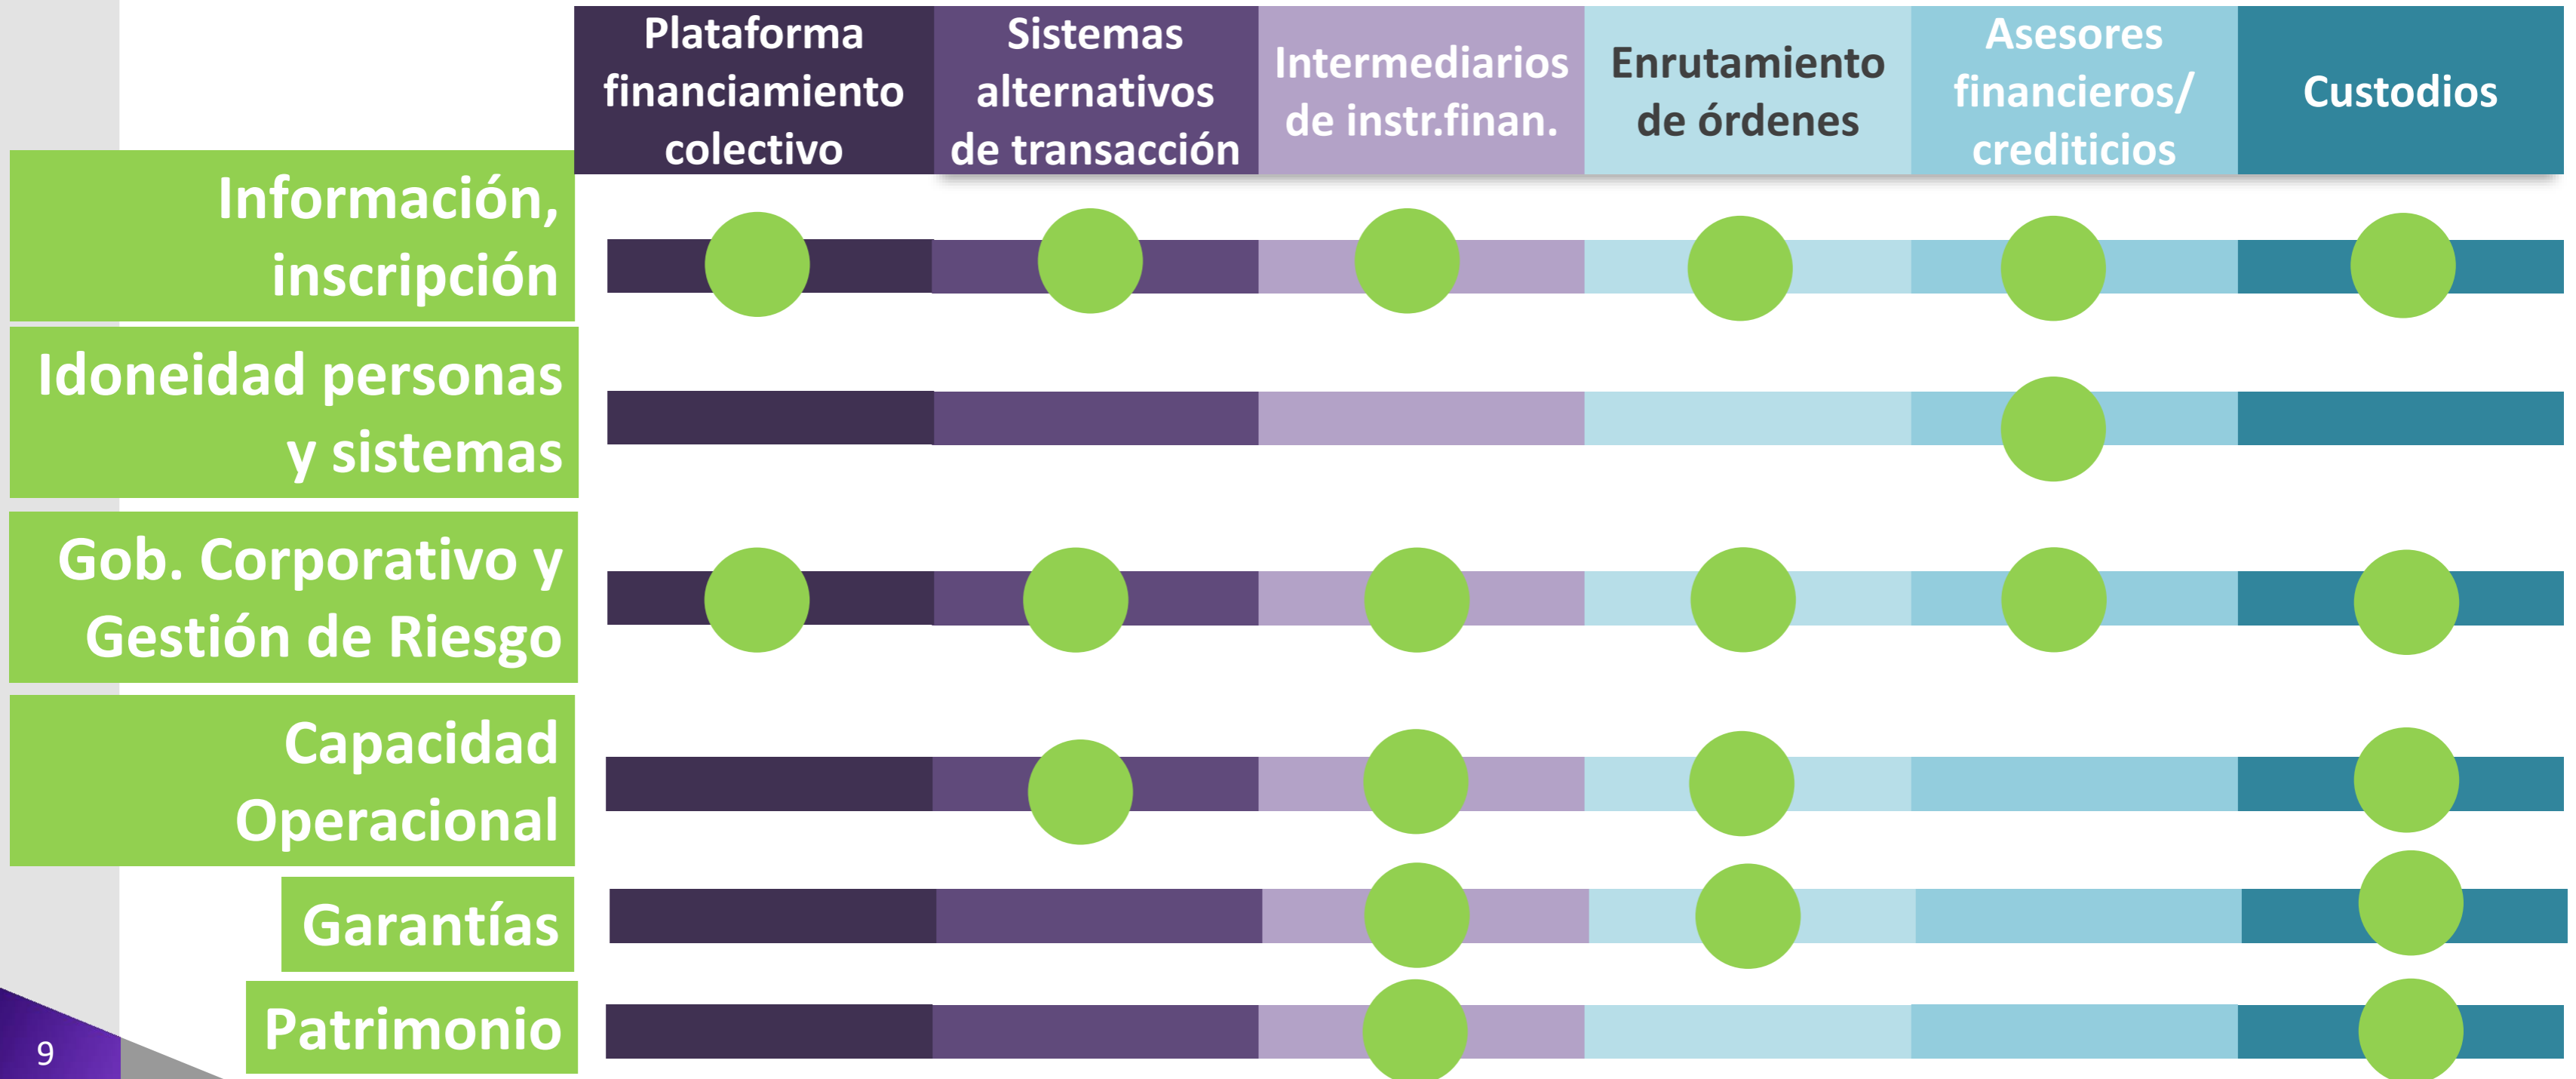 Plataforma
financiamiento
colectivo
Sistemas
alternativos
de transacción
Intermediarios
de instr.finan.
Enrutamiento
de órdenes
Asesores
financieros/
crediticios
Custodios
Información,
inscripción
Idoneidad personas
y sistemas
Gob. Corporativo y
Gestión de Riesgo
Capacidad
Operacional
Garantías
Patrimonio
9